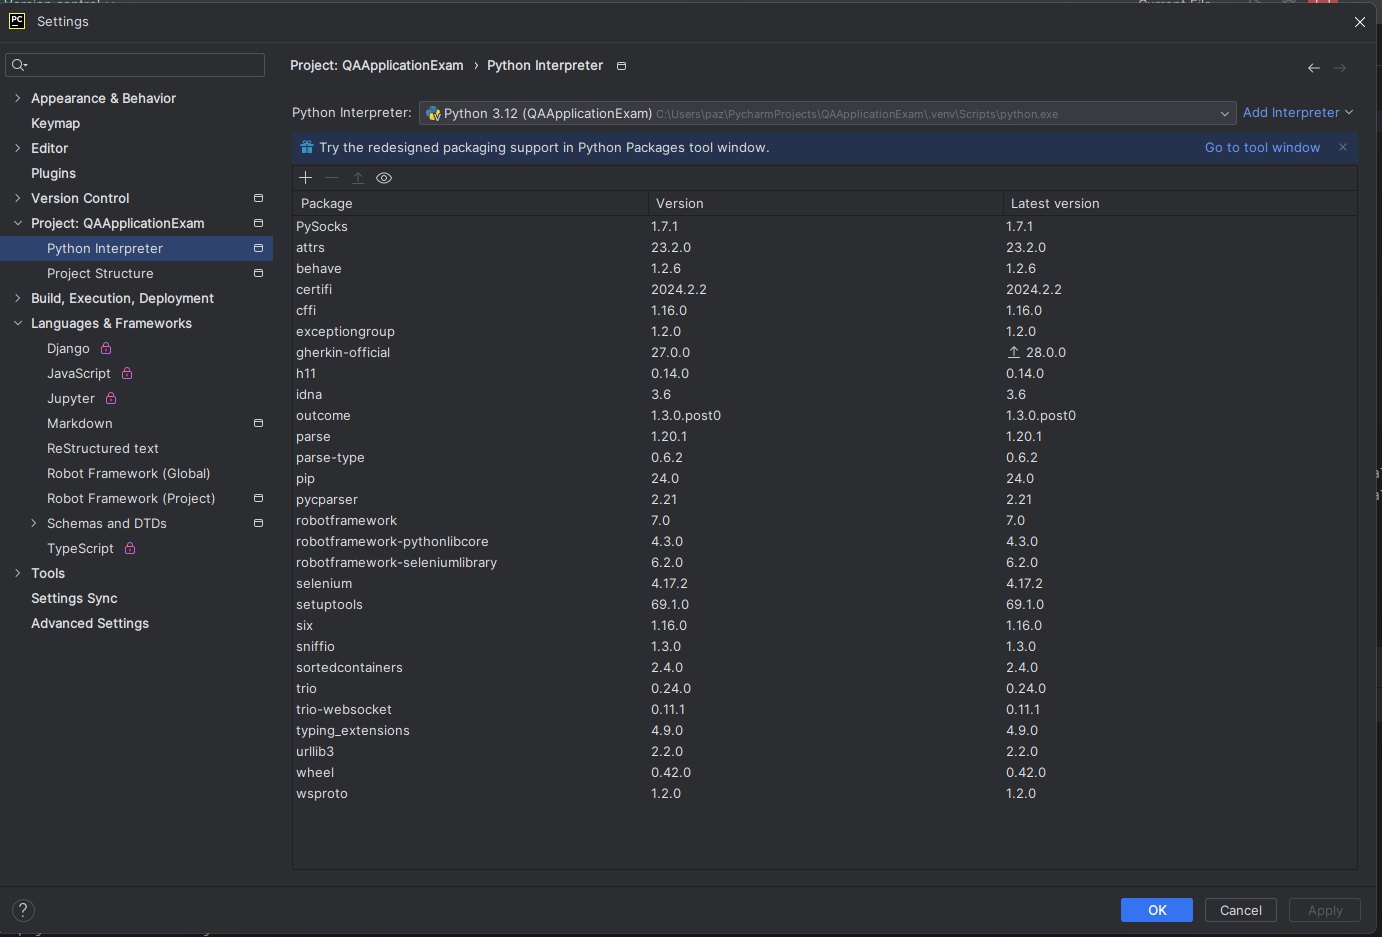 PC Settings
Project: QAApplicationExam › Python Interpreter
Appearance & Behavior
Keymap
Editor
Plugins
Version Control
Project: QAApplicationExam
Python Interpreter
Project Structure
Build, Execution, Deployment
Languages & Frameworks
Django
JavaScript
Jupyter
Markdown
ReStructured text
Robot Framework (Global)
Robot Framework (Project)
Schemas and DTDs
TypeScript
Tools
Settings Sync
Advanced Settings
Python Interpreter: Python 3.12 (QAApplicationExam) C:\Users\paz\PycharmProjects\QAApplicationExam\.venv\Scripts\python.exe Add Interpreter
Try the redesigned packaging support in Python Packages tool window. Go to tool window
Package Version Latest version
PySocks 1.7.1 1.7.1
attrs 23.2.0 23.2.0
behave 1.2.6 1.2.6
certifi 2024.2.2 2024.2.2
cffi 1.16.0 1.16.0
exceptiongroup 1.2.0 1.2.0
gherkin-official 27.0.0 28.0.0
h11 0.14.0 0.14.0
idna 3.6 3.6
outcome 1.3.0.post0 1.3.0.post0
parse 1.20.1 1.20.1
parse-type 0.6.2 0.6.2
pip 24.0 24.0
pycparser 2.21 2.21
robotframework 7.0 7.0
robotframework-pythonlibcore 4.3.0 4.3.0
robotframework-seleniumlibrary 6.2.0 6.2.0
selenium 4.17.2 4.17.2
setuptools 69.1.0 69.1.0
six 1.16.0 1.16.0
sniffio 1.3.0 1.3.0
sortedcontainers 2.4.0 2.4.0
trio 0.24.0 0.24.0
trio-websocket 0.11.1 0.11.1
typing_extensions 4.9.0 4.9.0
urllib3 2.2.0 2.2.0
wheel 0.42.0 0.42.0
wsproto 1.2.0 1.2.0
? OK Cancel Apply